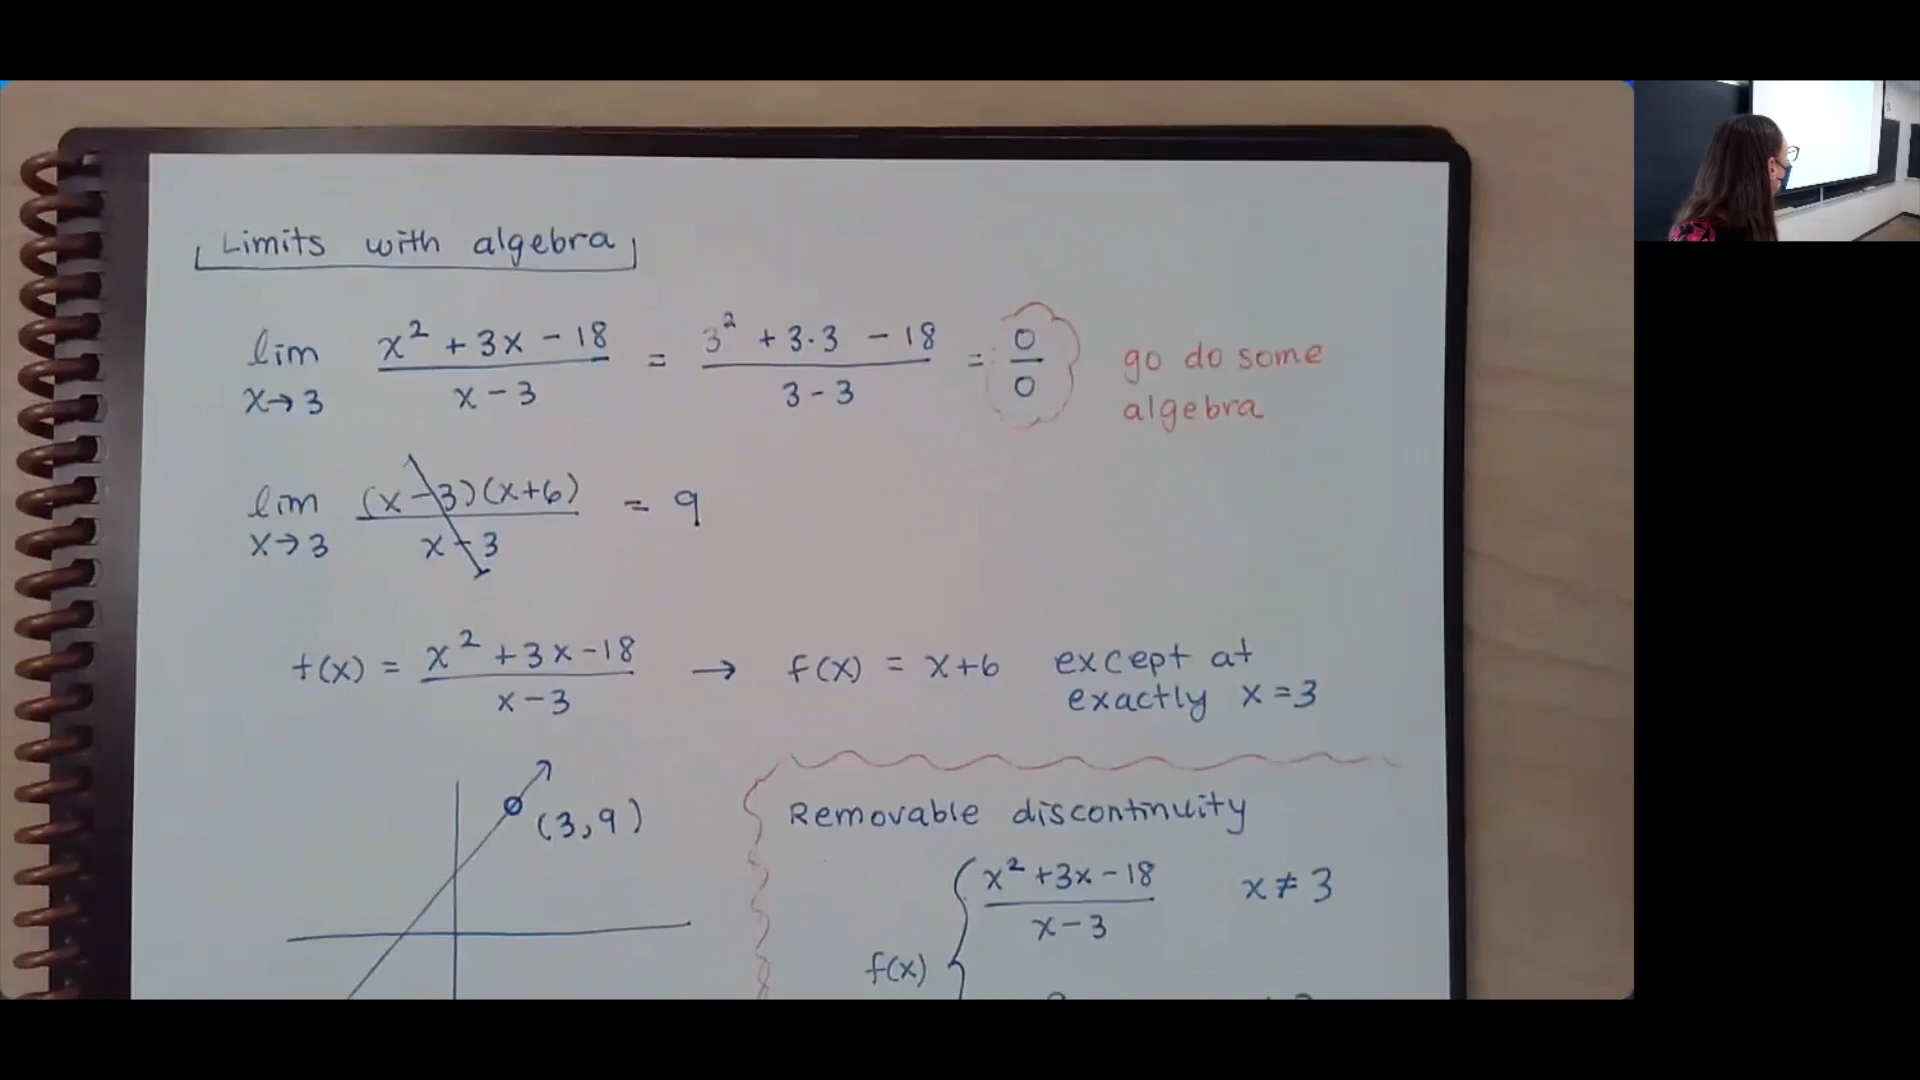 Limits with algebra
lim x→3 (x² + 3x - 18)/(x - 3) = (3² + 3·3 - 18)/(3 - 3) = 0/0 go do some algebra
lim x→3 (x-3)(x+6)/(x-3) = 9
f(x) = (x² + 3x - 18)/(x - 3) → f(x) = x+6 except at exactly x = 3
(3,9)
Removable discontinuity
f(x) { (x² + 3x - 18)/(x - 3) x ≠ 3